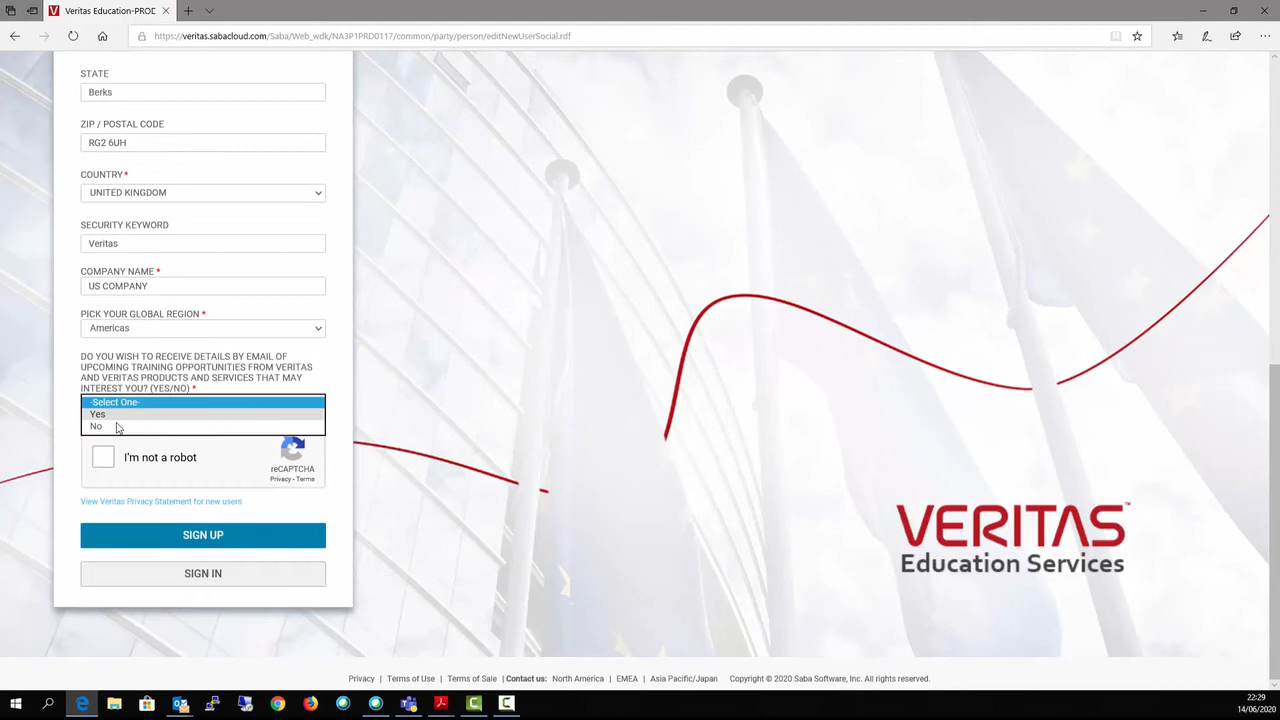 Veritas Education-PROD
https://veritas.sabacloud.com/Saba/Web_wdk/NA3P1PRD0117/common/party/person/editNewUserSocial.rdf
STATE
Berks
ZIP / POSTAL CODE
RG2 6UH
COUNTRY*
UNITED KINGDOM
SECURITY KEYWORD
Veritas
COMPANY NAME *
US COMPANY
PICK YOUR GLOBAL REGION *
Americas
DO YOU WISH TO RECEIVE DETAILS BY EMAIL OF
UPCOMING TRAINING OPPORTUNITIES FROM VERITAS
AND VERITAS PRODUCTS AND SERVICES THAT MAY
INTEREST YOU? (YES/NO) *
-Select One-
Yes
No
I'm not a robot
reCAPTCHA
Privacy - Terms
View Veritas Privacy Statement for new users
SIGN UP
SIGN IN
VERITAS™
Education Services
Privacy | Terms of Use | Terms of Sale | Contact us: North America | EMEA | Asia Pacific/Japan Copyright © 2020 Saba Software, Inc. All rights reserved.
22:29
14/06/2020